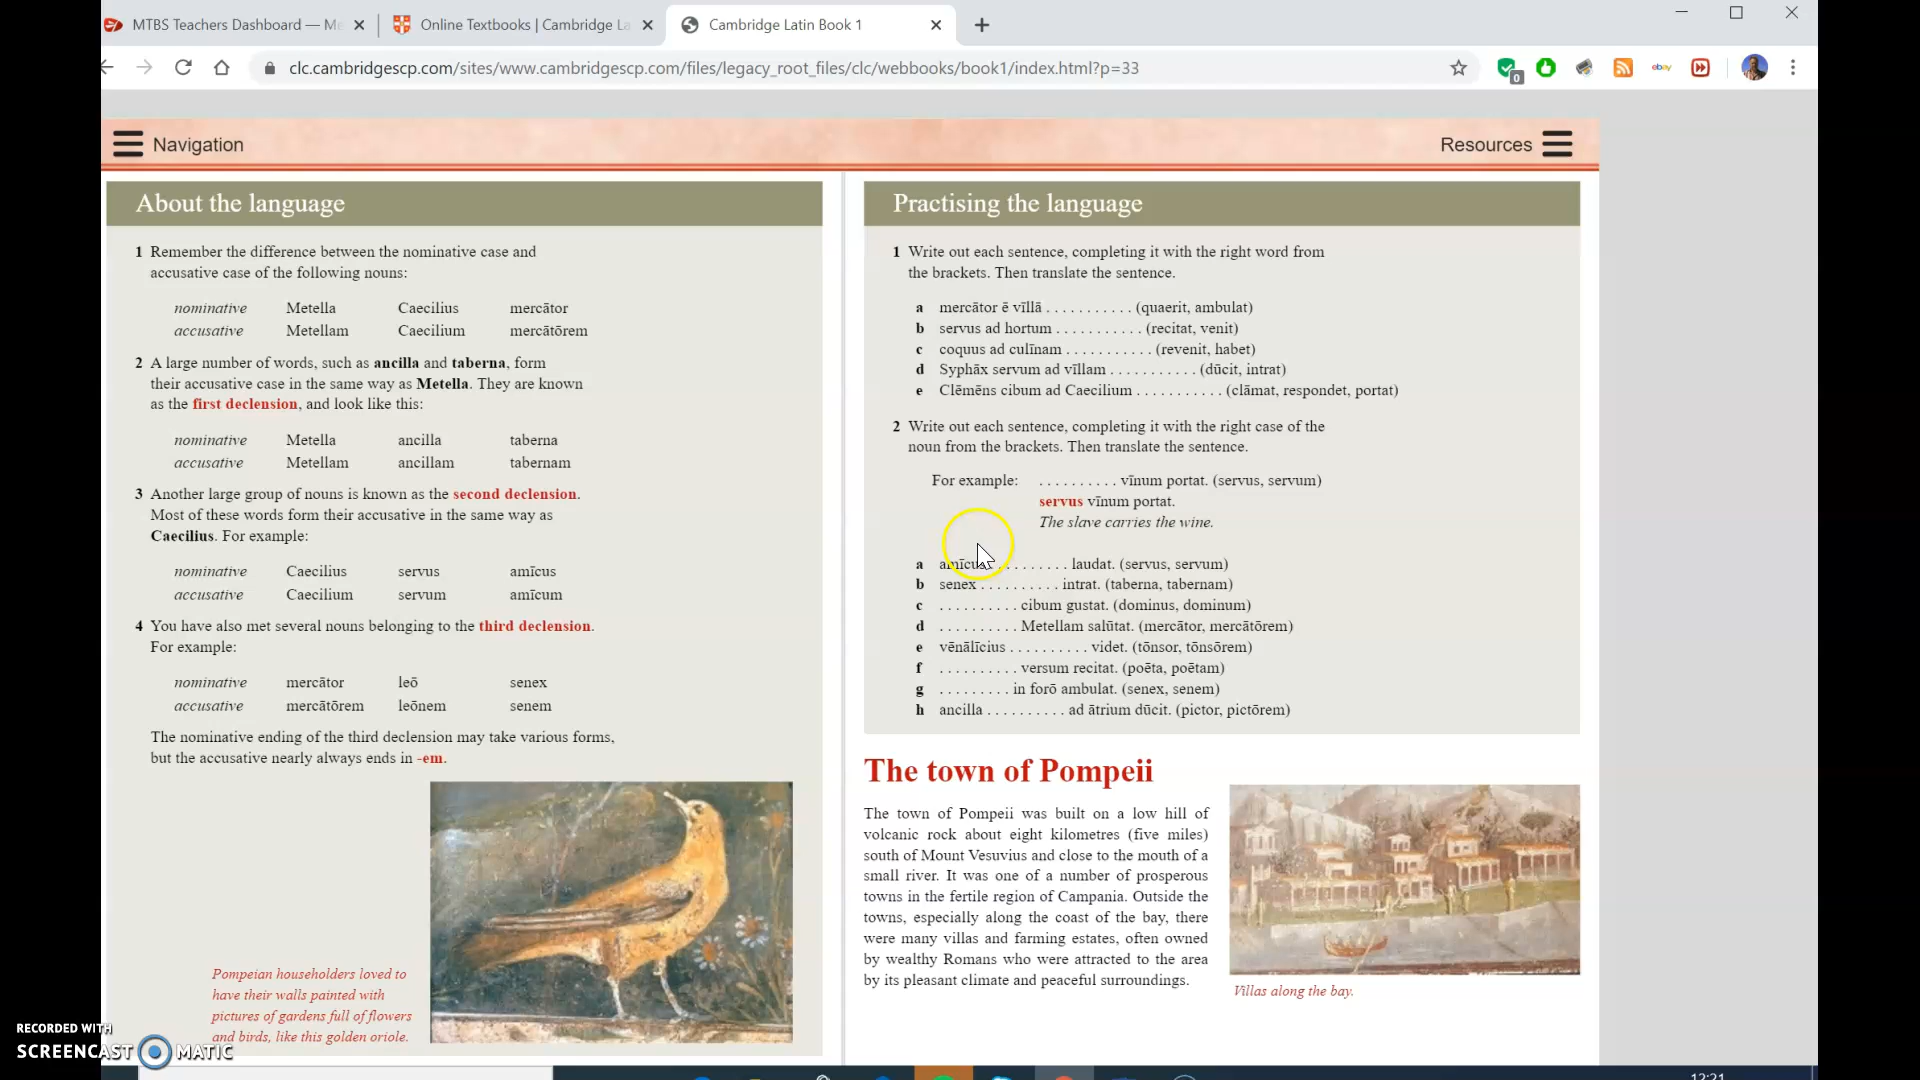 MTBS Teachers Dashboard — Me
Online Textbooks | Cambridge La
Cambridge Latin Book 1
clc.cambridgescp.com/sites/www.cambridgescp.com/files/legacy_root_files/clc/webbooks/book1/index.html?p=33
0
ebay
Navigation
Resources
About the language
1 Remember the difference between the nominative case and
accusative case of the following nouns:
nominative Metella Caecilius mercātor
accusative Metellam Caecilium mercātōrem
2 A large number of words, such as ancilla and taberna, form
their accusative case in the same way as Metella. They are known
as the first declension, and look like this:
nominative Metella ancilla taberna
accusative Metellam ancillam tabernam
3 Another large group of nouns is known as the second declension.
Most of these words form their accusative in the same way as
Caecilius. For example:
nominative Caecilius servus amīcus
accusative Caecilium servum amīcum
4 You have also met several nouns belonging to the third declension.
For example:
nominative mercātor leō senex
accusative mercātōrem leōnem senem
The nominative ending of the third declension may take various forms,
but the accusative nearly always ends in -em.
Pompeian householders loved to
have their walls painted with
pictures of gardens full of flowers
and birds, like this golden oriole.
Practising the language
1 Write out each sentence, completing it with the right word from
the brackets. Then translate the sentence.
a mercātor ē vīllā . . . . . . . . . . . (quaerit, ambulat)
b servus ad hortum . . . . . . . . . . . (recitat, venit)
c coquus ad culīnam . . . . . . . . . . . (revenit, habet)
d Syphāx servum ad vīllam . . . . . . . . . . . (dūcit, intrat)
e Clēmēns cibum ad Caecilium . . . . . . . . . . . (clāmat, respondet, portat)
2 Write out each sentence, completing it with the right case of the
noun from the brackets. Then translate the sentence.
For example: . . . . . . . . . . vīnum portat. (servus, servum)
servus vīnum portat.
The slave carries the wine.
a amīcus . . . . . . . . . . laudat. (servus, servum)
b senex . . . . . . . . . . intrat. (taberna, tabernam)
c . . . . . . . . . . cibum gustat. (dominus, dominum)
d . . . . . . . . . . Metellam salūtat. (mercātor, mercātōrem)
e vēnālīcius . . . . . . . . . . videt. (tōnsor, tōnsōrem)
f . . . . . . . . . . versum recitat. (poēta, poētam)
g . . . . . . . . . in forō ambulat. (senex, senem)
h ancilla . . . . . . . . . . ad ātrium dūcit. (pictor, pictōrem)
The town of Pompeii
The town of Pompeii was built on a low hill of
volcanic rock about eight kilometres (five miles)
south of Mount Vesuvius and close to the mouth of a
small river. It was one of a number of prosperous
towns in the fertile region of Campania. Outside the
towns, especially along the coast of the bay, there
were many villas and farming estates, often owned
by wealthy Romans who were attracted to the area
by its pleasant climate and peaceful surroundings.
Villas along the bay.
RECORDED WITH
SCREENCAST MATIC
12:21